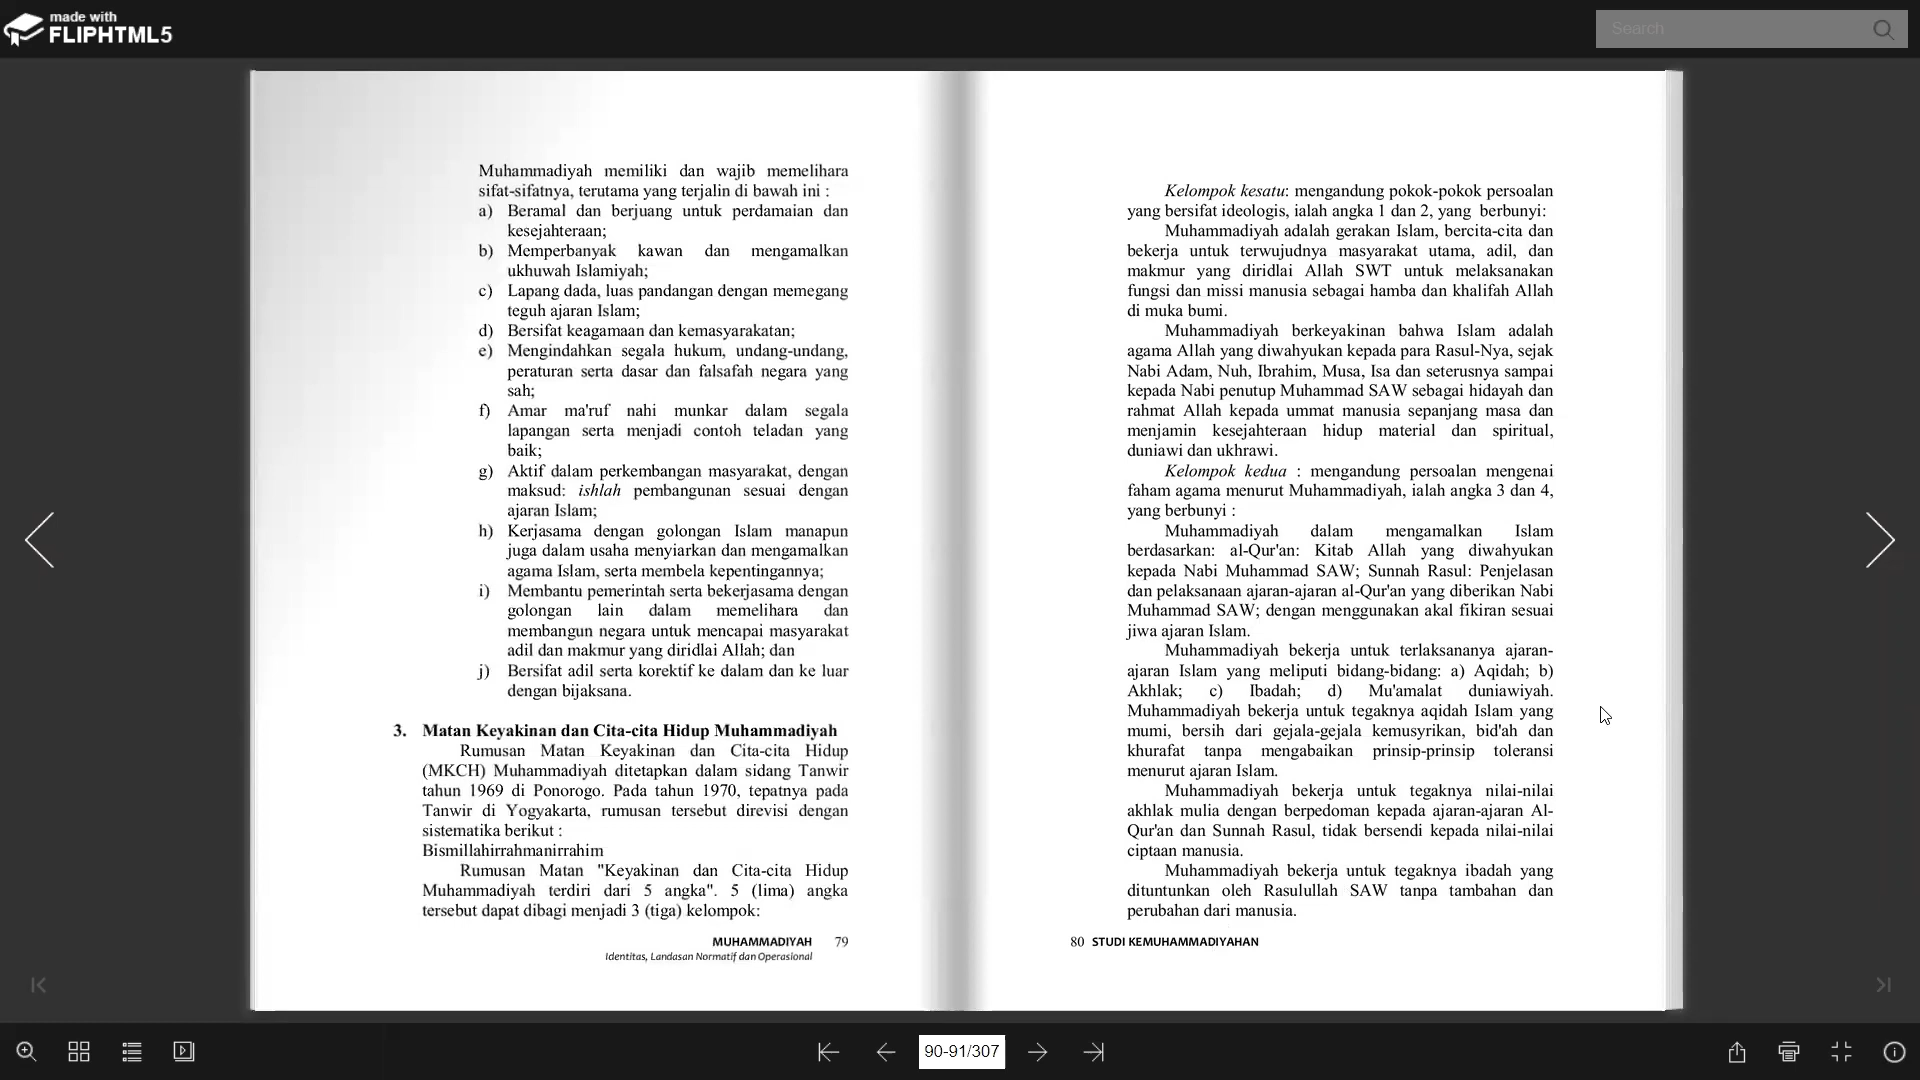 made with
FLIPHTML5
Search
Muhammadiyah memiliki dan wajib memelihara
sifat-sifatnya, terutama yang terjalin di bawah ini :
a) Beramal dan berjuang untuk perdamaian dan
kesejahteraan;
b) Memperbanyak kawan dan mengamalkan
ukhuwah Islamiyah;
c) Lapang dada, luas pandangan dengan memegang
teguh ajaran Islam;
d) Bersifat keagamaan dan kemasyarakatan;
e) Mengindahkan segala hukum, undang-undang,
peraturan serta dasar dan falsafah negara yang
sah;
f) Amar ma'ruf nahi munkar dalam segala
lapangan serta menjadi contoh teladan yang
baik;
g) Aktif dalam perkembangan masyarakat, dengan
maksud: ishlah pembangunan sesuai dengan
ajaran Islam;
h) Kerjasama dengan golongan Islam manapun
juga dalam usaha menyiarkan dan mengamalkan
agama Islam, serta membela kepentingannya;
i) Membantu pemerintah serta bekerjasama dengan
golongan lain dalam memelihara dan
membangun negara untuk mencapai masyarakat
adil dan makmur yang diridlai Allah; dan
j) Bersifat adil serta korektif ke dalam dan ke luar
dengan bijaksana.
3. Matan Keyakinan dan Cita-cita Hidup Muhammadiyah
Rumusan Matan Keyakinan dan Cita-cita Hidup
(MKCH) Muhammadiyah ditetapkan dalam sidang Tanwir
tahun 1969 di Ponorogo. Pada tahun 1970, tepatnya pada
Tanwir di Yogyakarta, rumusan tersebut direvisi dengan
sistematika berikut :
Bismillahirrahmanirrahim
Rumusan Matan "Keyakinan dan Cita-cita Hidup
Muhammadiyah terdiri dari 5 angka". 5 (lima) angka
tersebut dapat dibagi menjadi 3 (tiga) kelompok:
MUHAMMADIYAH 79
Identitas, Landasan Normatif dan Operasional
Kelompok kesatu: mengandung pokok-pokok persoalan
yang bersifat ideologis, ialah angka 1 dan 2, yang berbunyi:
Muhammadiyah adalah gerakan Islam, bercita-cita dan
bekerja untuk terwujudnya masyarakat utama, adil, dan
makmur yang diridlai Allah SWT untuk melaksanakan
fungsi dan missi manusia sebagai hamba dan khalifah Allah
di muka bumi.
Muhammadiyah berkeyakinan bahwa Islam adalah
agama Allah yang diwahyukan kepada para Rasul-Nya, sejak
Nabi Adam, Nuh, Ibrahim, Musa, Isa dan seterusnya sampai
kepada Nabi penutup Muhammad SAW sebagai hidayah dan
rahmat Allah kepada ummat manusia sepanjang masa dan
menjamin kesejahteraan hidup material dan spiritual,
duniawi dan ukhrawi.
Kelompok kedua : mengandung persoalan mengenai
faham agama menurut Muhammadiyah, ialah angka 3 dan 4,
yang berbunyi :
Muhammadiyah dalam mengamalkan Islam
berdasarkan: al-Qur'an: Kitab Allah yang diwahyukan
kepada Nabi Muhammad SAW; Sunnah Rasul: Penjelasan
dan pelaksanaan ajaran-ajaran al-Qur'an yang diberikan Nabi
Muhammad SAW; dengan menggunakan akal fikiran sesuai
jiwa ajaran Islam.
Muhammadiyah bekerja untuk terlaksananya ajaran-
ajaran Islam yang meliputi bidang-bidang: a) Aqidah; b)
Akhlak; c) Ibadah; d) Mu'amalat duniawiyah.
Muhammadiyah bekerja untuk tegaknya aqidah Islam yang
mumi, bersih dari gejala-gejala kemusyrikan, bid'ah dan
khurafat tanpa mengabaikan prinsip-prinsip toleransi
menurut ajaran Islam.
Muhammadiyah bekerja untuk tegaknya nilai-nilai
akhlak mulia dengan berpedoman kepada ajaran-ajaran Al-
Qur'an dan Sunnah Rasul, tidak bersendi kepada nilai-nilai
ciptaan manusia.
Muhammadiyah bekerja untuk tegaknya ibadah yang
dituntunkan oleh Rasulullah SAW tanpa tambahan dan
perubahan dari manusia.
80 STUDI KEMUHAMMADIYAHAN
90-91/307